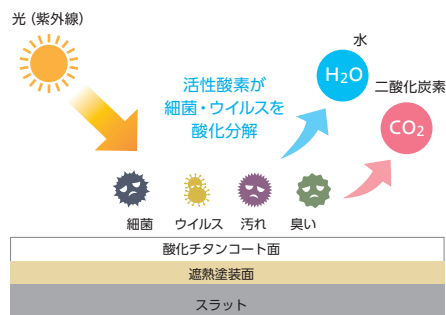 光（紫外線）
活性酸素が
細菌・ウイルスを
酸化分解
水
H₂O
二酸化炭素
CO₂
細菌
ウイルス
汚れ
臭い
酸化チタンコート面
遮熱塗装面
スラット